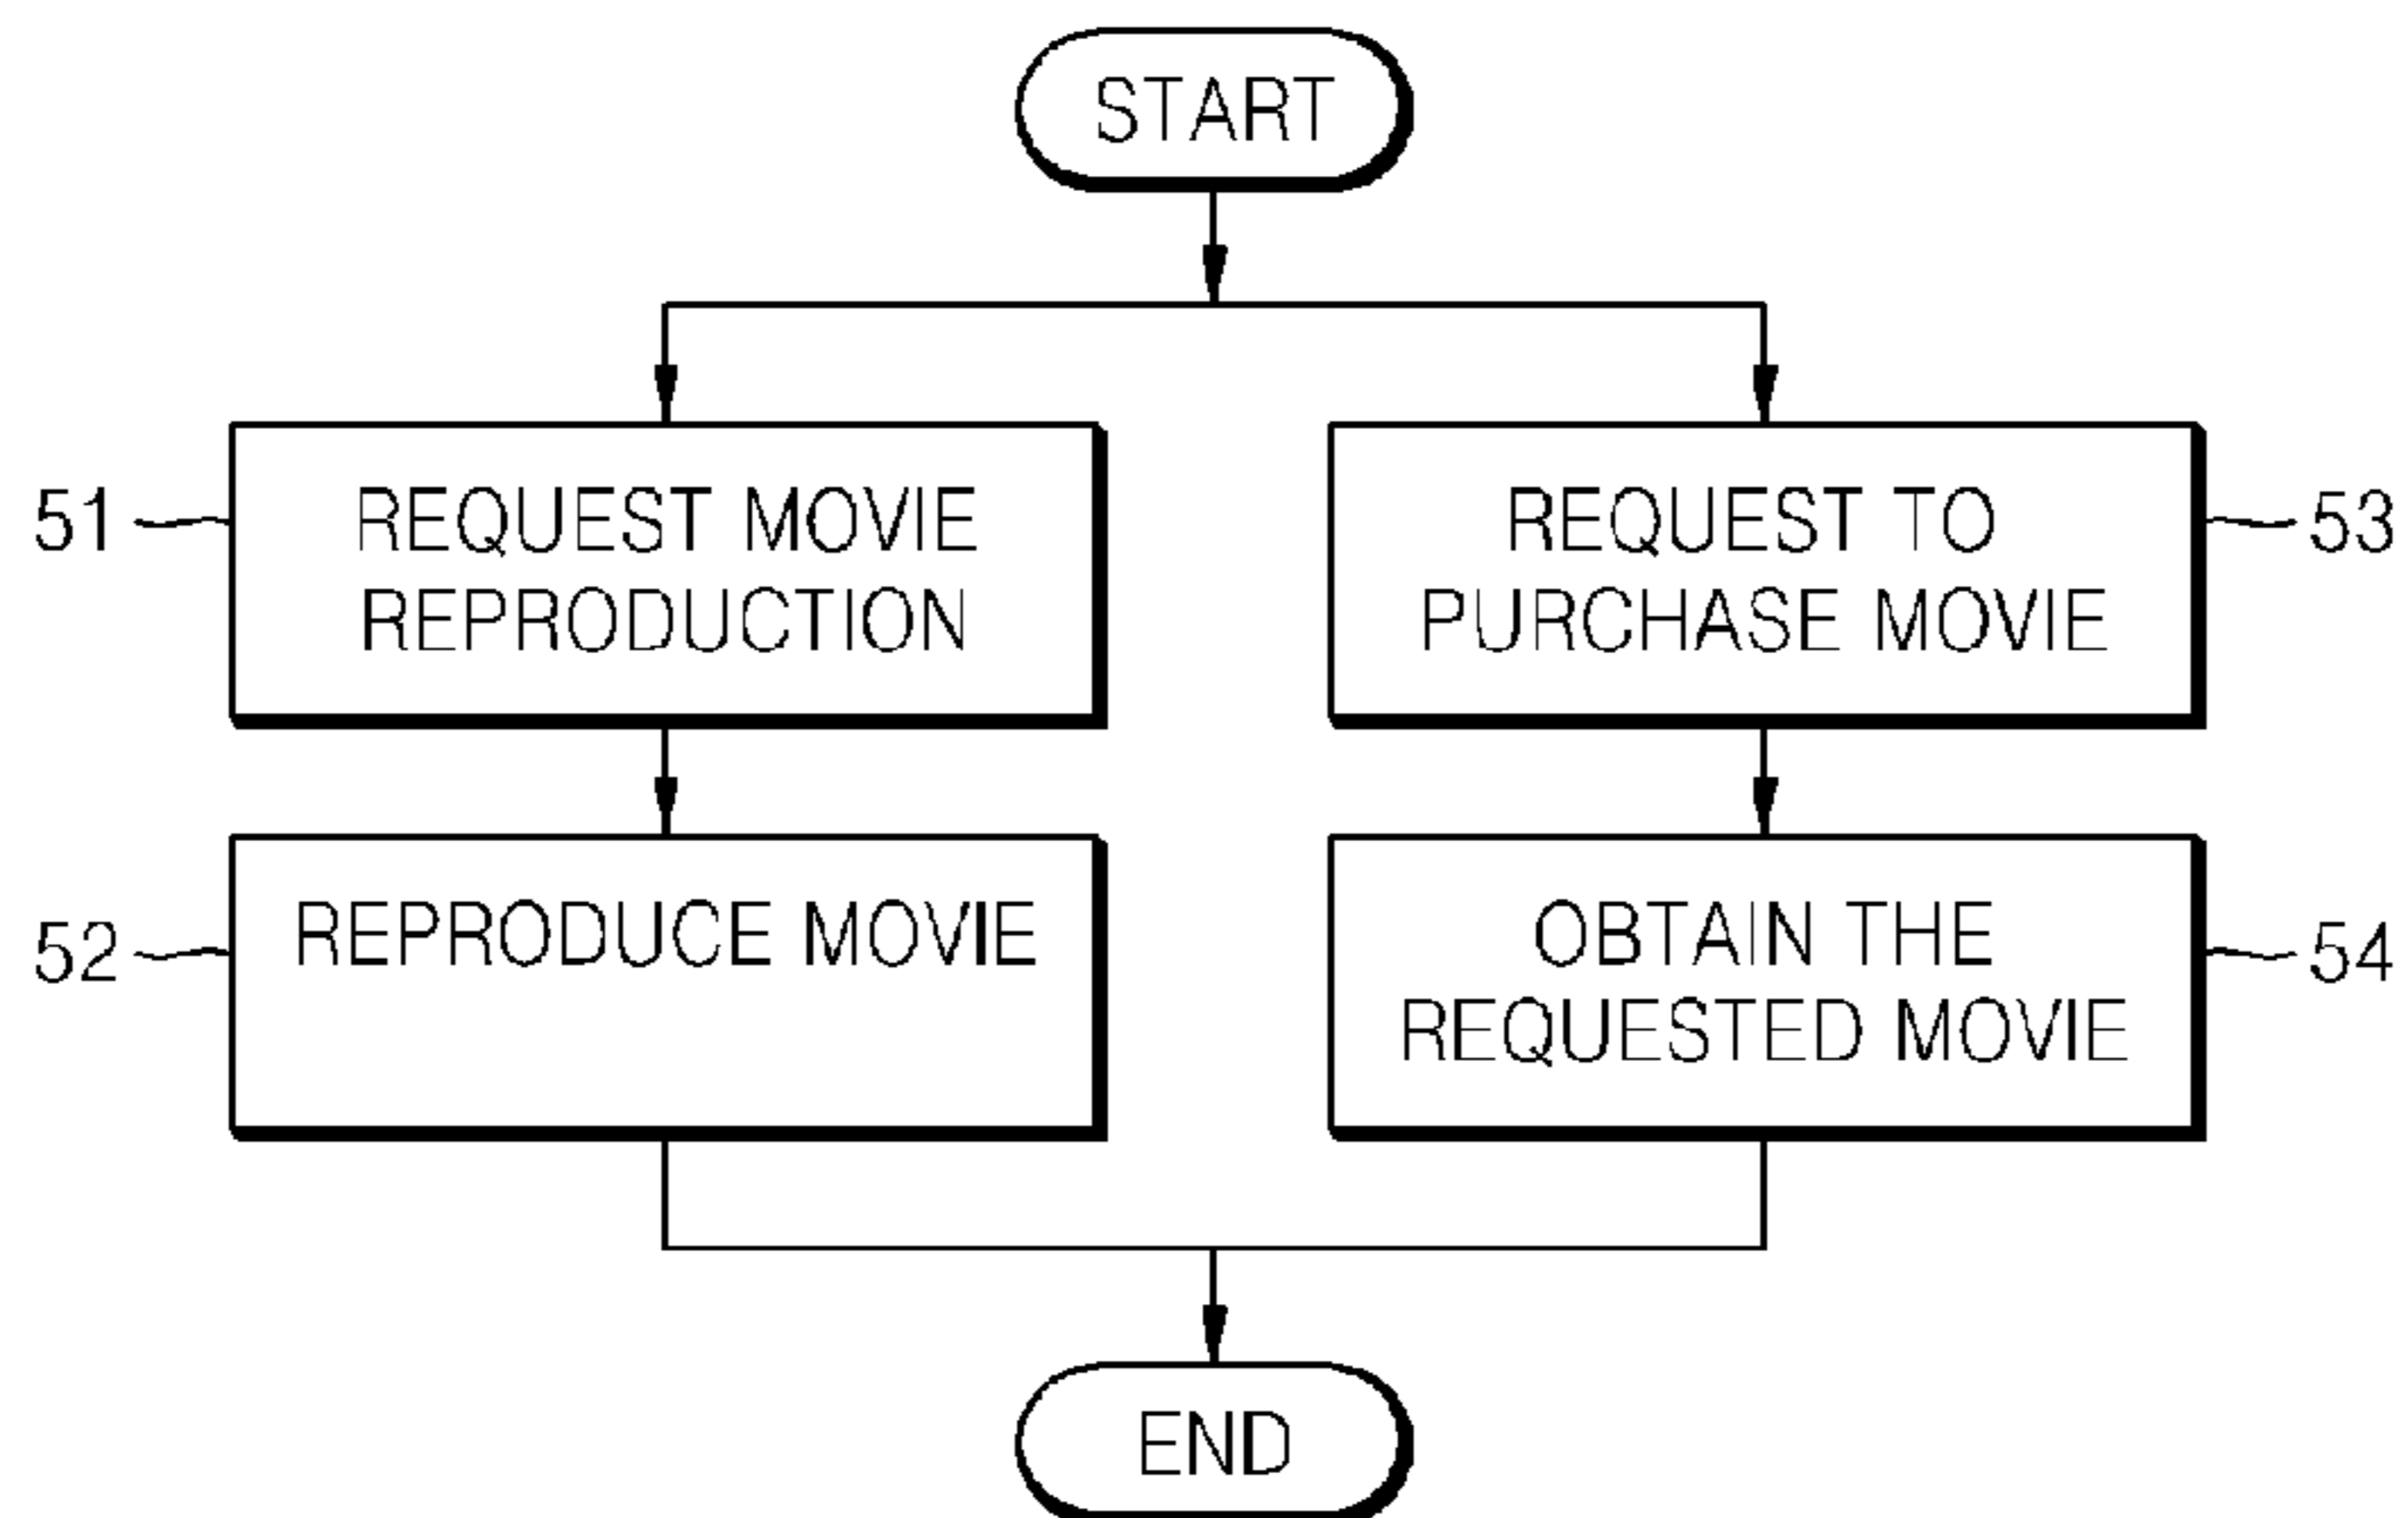 START
51
REQUEST MOVIE
REPRODUCTION
REQUEST TO
PURCHASE MOVIE
53
52
REPRODUCE MOVIE
OBTAIN THE
REQUESTED MOVIE
54
END